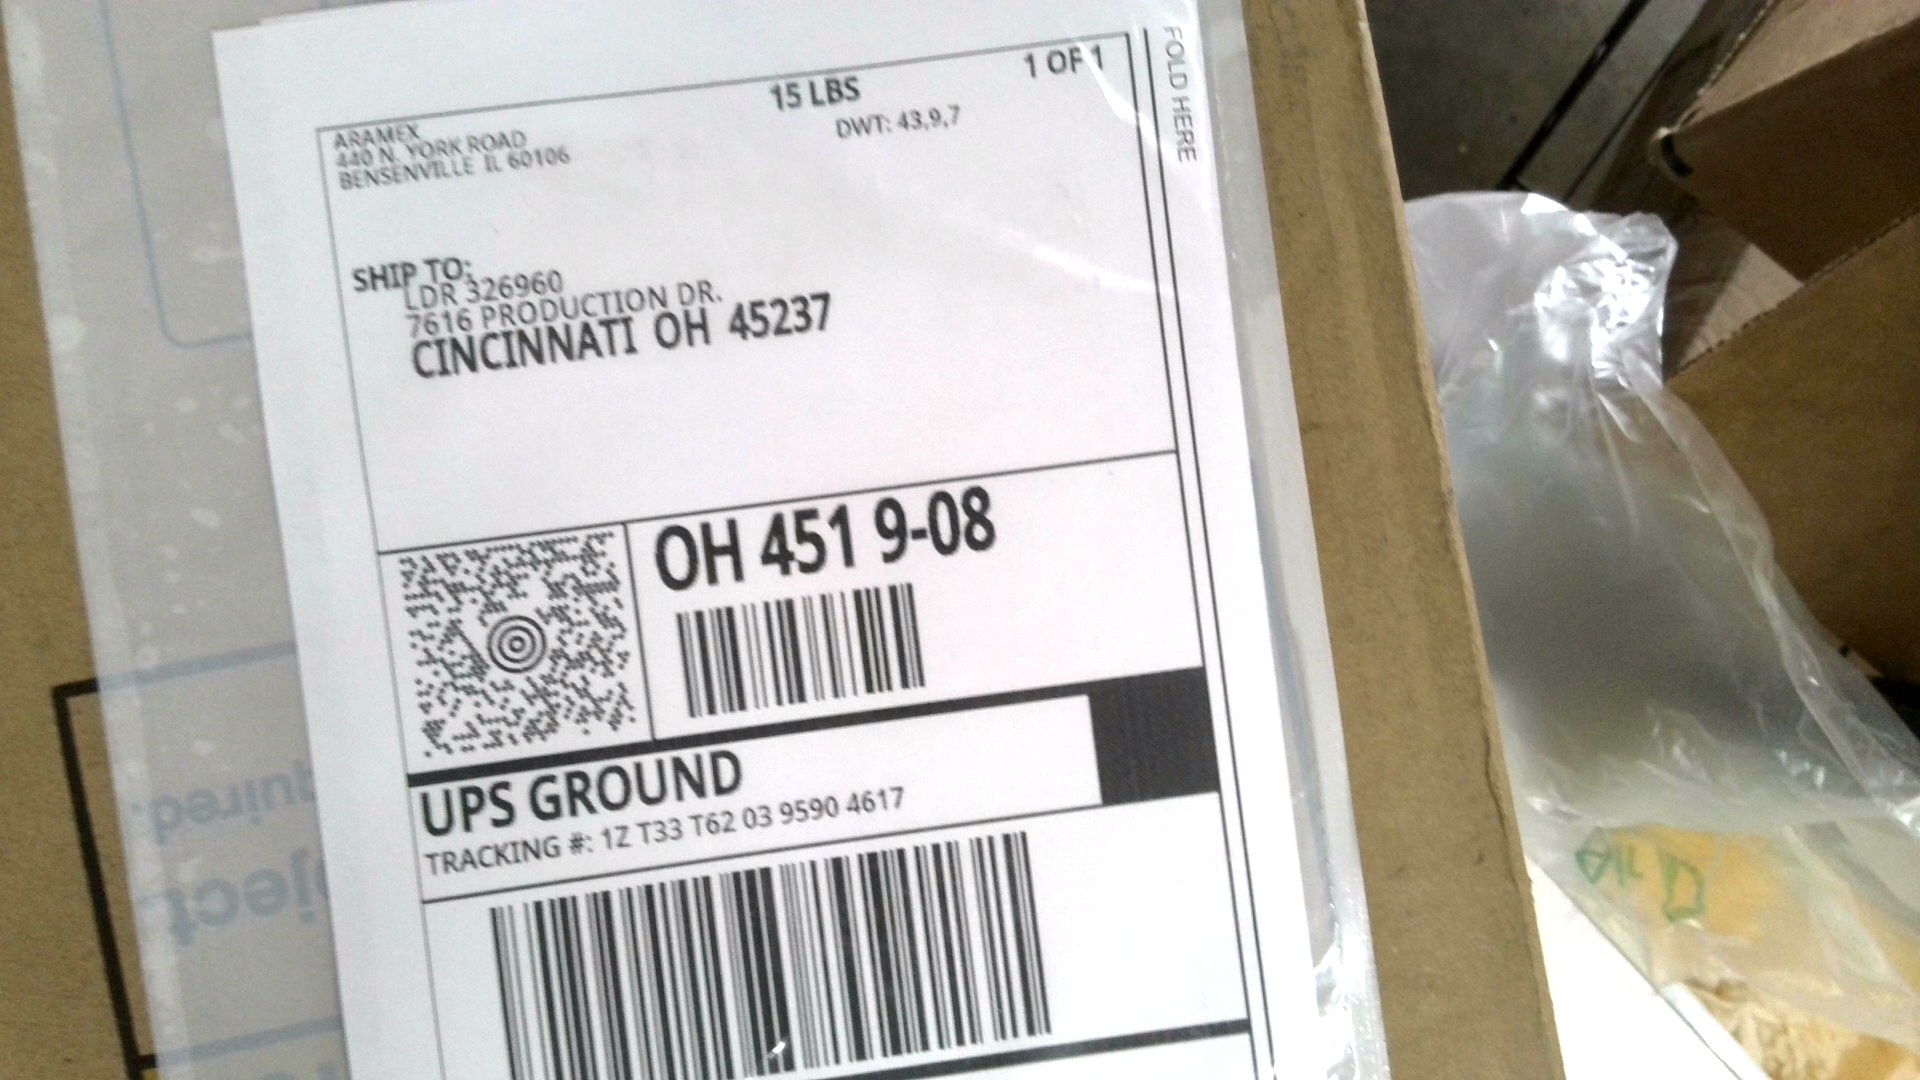 1 OF 1
15 LBS
DWT: 43,9,7
ARAMEX
440 N. YORK ROAD
BENSENVILLE IL 60106
FOLD HERE
SHIP TO:
LDR 326960
7616 PRODUCTION DR.
CINCINNATI OH 45237
OH 451 9-08
UPS GROUND
TRACKING #: 1Z T33 T62 03 9590 4617